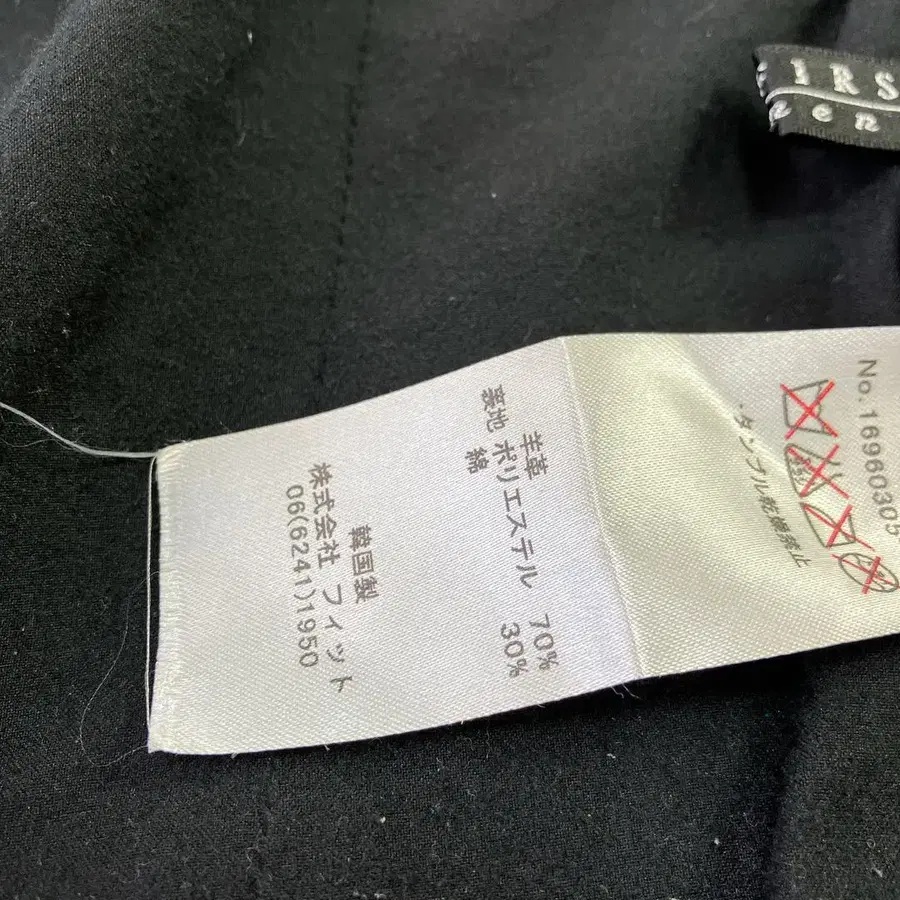 No.16960305
・タンブル乾燥禁止
羊革
裏地 ポリエステル 70%
綿 30%
韓国製
株式会社 フィット
06(6241)1950